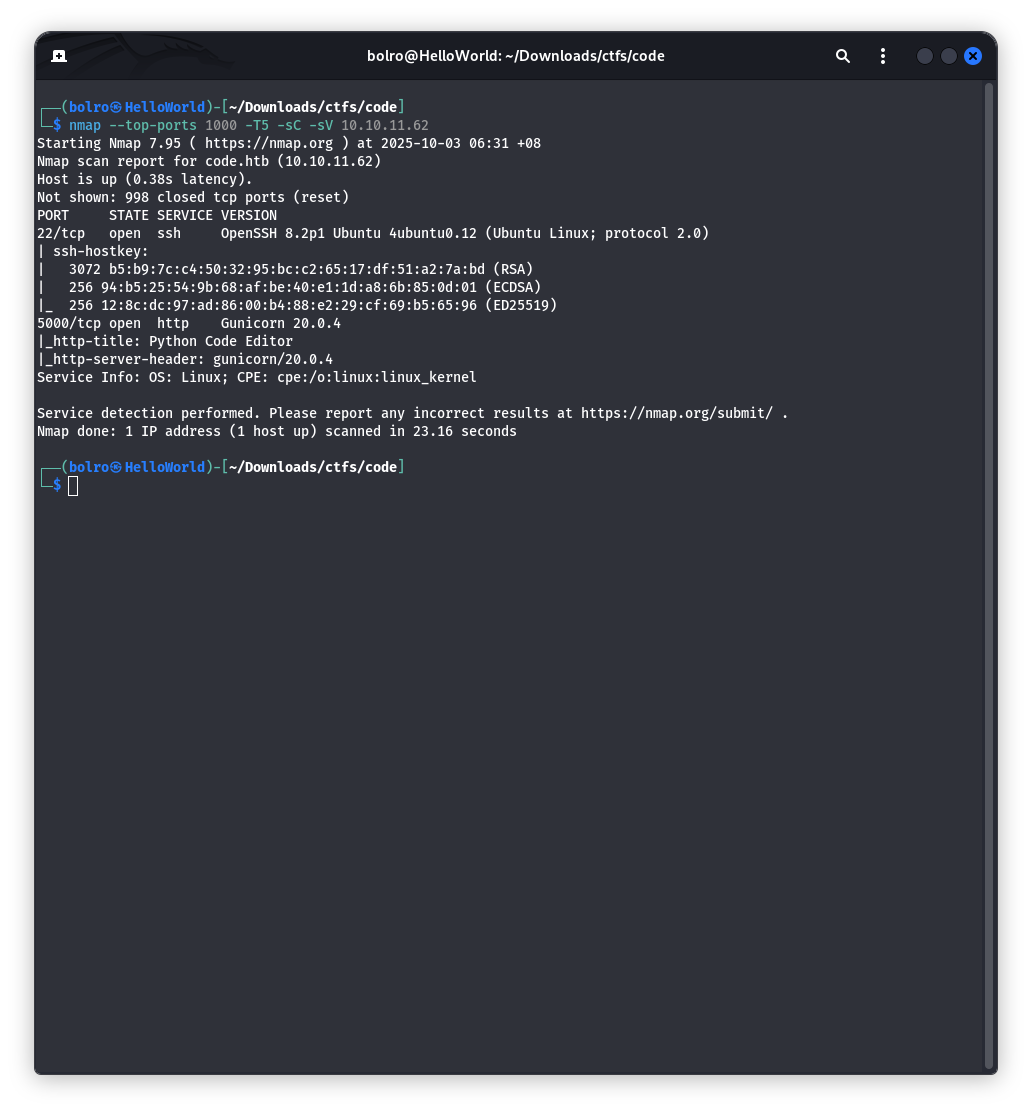 bolro@HelloWorld: ~/Downloads/ctfs/code
┌──(bolro㉿HelloWorld)-[~/Downloads/ctfs/code]
└─$ nmap --top-ports 1000 -T5 -sC -sV 10.10.11.62
Starting Nmap 7.95 ( https://nmap.org ) at 2025-10-03 06:31 +08
Nmap scan report for code.htb (10.10.11.62)
Host is up (0.38s latency).
Not shown: 998 closed tcp ports (reset)
PORT     STATE SERVICE VERSION
22/tcp   open  ssh     OpenSSH 8.2p1 Ubuntu 4ubuntu0.12 (Ubuntu Linux; protocol 2.0)
| ssh-hostkey:
|   3072 b5:b9:7c:c4:50:32:95:bc:c2:65:17:df:51:a2:7a:bd (RSA)
|   256 94:b5:25:54:9b:68:af:be:40:e1:1d:a8:6b:85:0d:01 (ECDSA)
|_  256 12:8c:dc:97:ad:86:00:b4:88:e2:29:cf:69:b5:65:96 (ED25519)
5000/tcp open  http    Gunicorn 20.0.4
|_http-title: Python Code Editor
|_http-server-header: gunicorn/20.0.4
Service Info: OS: Linux; CPE: cpe:/o:linux:linux_kernel
Service detection performed. Please report any incorrect results at https://nmap.org/submit/ .
Nmap done: 1 IP address (1 host up) scanned in 23.16 seconds
┌──(bolro㉿HelloWorld)-[~/Downloads/ctfs/code]
└─$